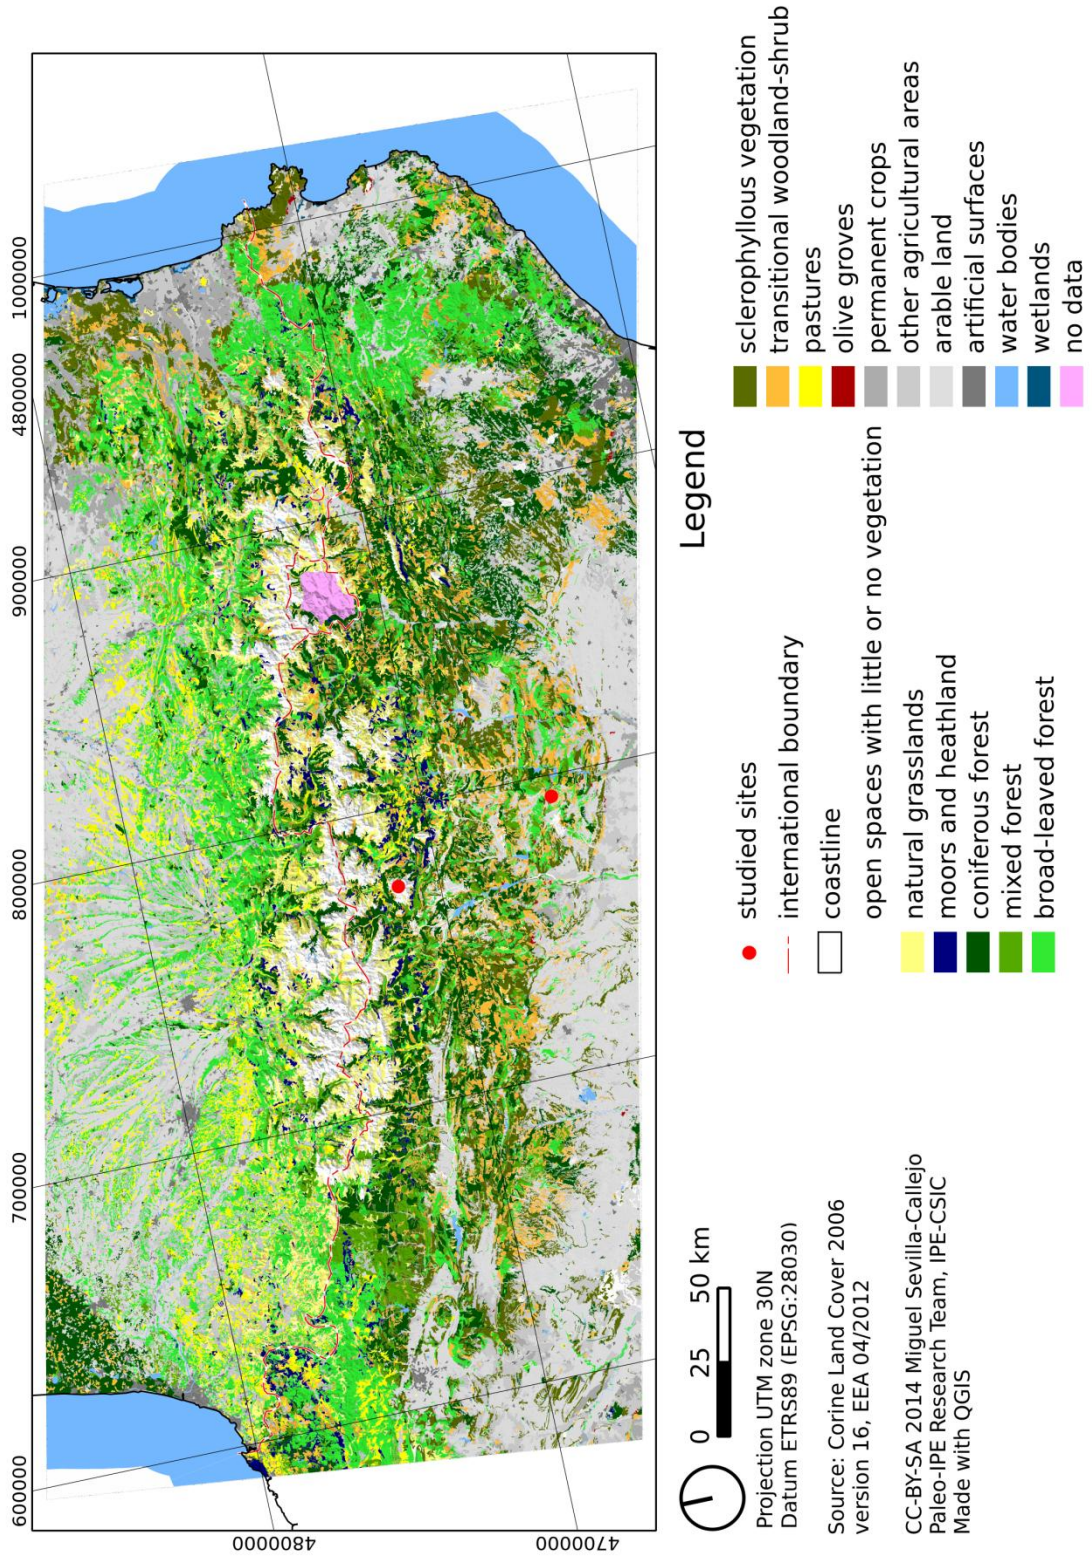 600000
700000
800000
900000
4800000
1000000
4800000
4700000
0 25 50 km
Projection UTM zone 30N
Datum ETRS89 (EPSG:28030)
Source: Corine Land Cover 2006
version 16, EEA 04/2012
CC-BY-SA 2014 Miguel Sevilla-Callejo
Paleo-IPE Research Team, IPE-CSIC
Made with QGIS
Legend
studied sites
international boundary
coastline
open spaces with little or no vegetation
natural grasslands
moors and heathland
coniferous forest
mixed forest
broad-leaved forest
sclerophyllous vegetation
transitional woodland-shrub
pastures
olive groves
permanent crops
other agricultural areas
arable land
artificial surfaces
water bodies
wetlands
no data